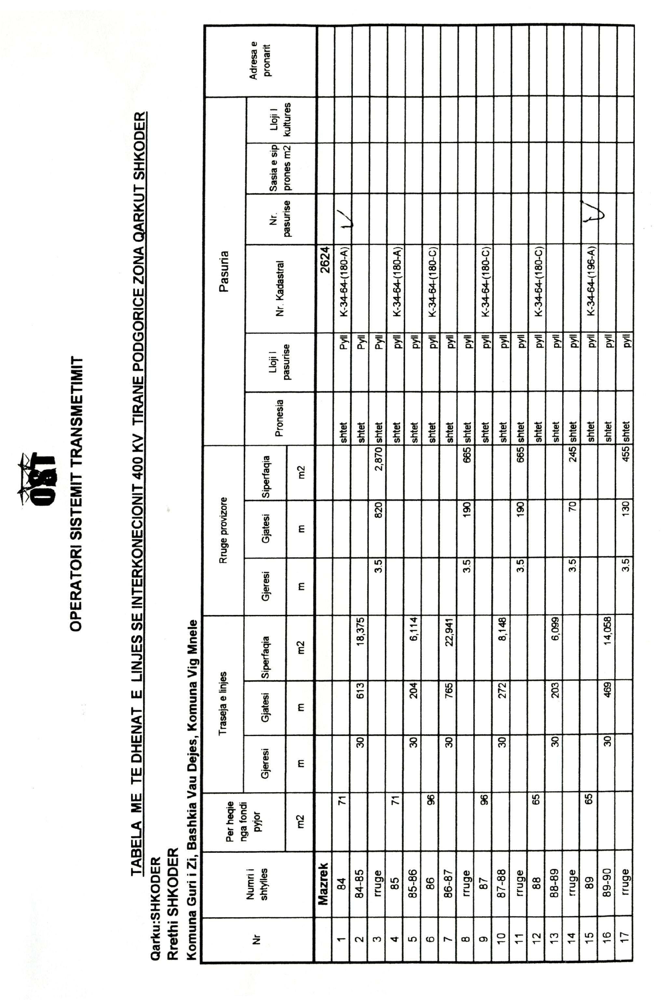 OST
OPERATORI SISTEMIT TRANSMETIMIT
TABELA ME TE DHENAT E LINJES SE INTERKONECIONIT 400 KV TIRANE PODGORICE ZONA QARKUT SHKODER
Qarku:SHKODER
Rrethi SHKODER
Komuna Guri i Zi, Bashkia Vau Dejes, Komuna Vig Mnele
Nr Numri i shtylles Per heqje nga fondi pyjor Traseja e linjes Rruge provizore Pasuria Adresa e pronarit
Gjeresi Gjatesi Siperfaqia Gjeresi Gjatesi Siperfaqia Pronesia Lloji I pasurise Nr. Kadastral Nr. pasurise Sasia e sip prones m2 Lloji I kultures
m2 m m m2 m m m2
Mazrek 2624
1 84 71 shtet Pyll K-34-64-(180-A)
2 84-85 30 613 18,375 shtet Pyll
3 rruge 3.5 820 2,870 shtet Pyll
4 85 71 shtet pyll K-34-64-(180-A)
5 85-86 30 204 6,114 shtet pyll
6 86 96 shtet pyll K-34-64-(180-C)
7 86-87 30 765 22,941 shtet pyll
8 rruge 3.5 190 665 shtet pyll
9 87 96 shtet pyll K-34-64-(180-C)
10 87-88 30 272 8,148 shtet pyll
11 rruge 3.5 190 665 shtet pyll
12 88 65 shtet pyll K-34-64-(180-C)
13 88-89 30 203 6,099 shtet pyll
14 rruge 3.5 70 245 shtet pyll
15 89 65 shtet pyll K-34-64-(196-A)
16 89-90 30 469 14,058 shtet pyll
17 rruge 3.5 130 455 shtet pyll